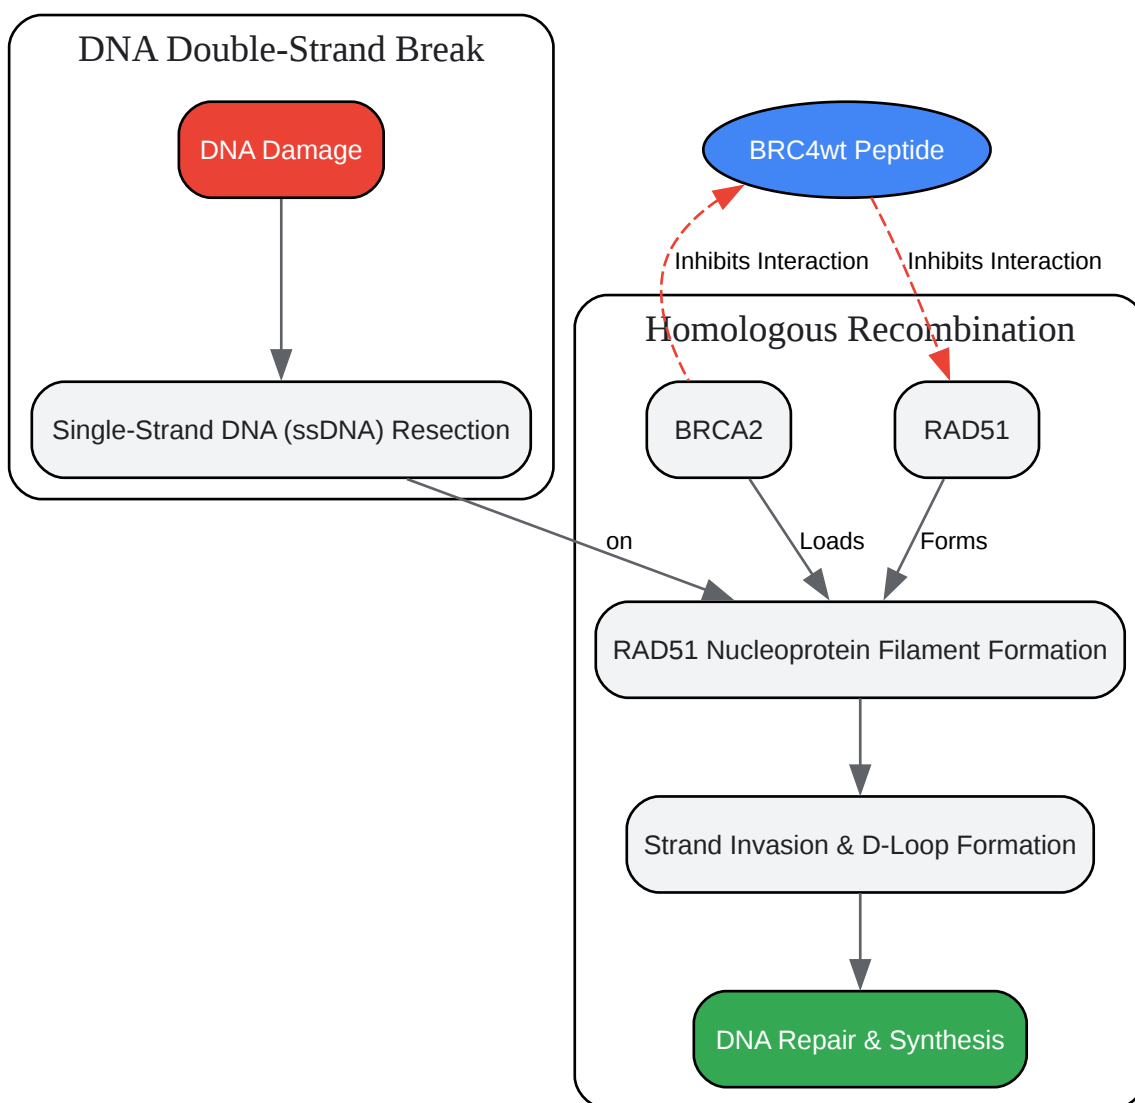 DNA Double-Strand Break
DNA Damage
BRC4wt Peptide
Inhibits Interaction
Inhibits Interaction
Homologous Recombination
Single-Strand DNA (ssDNA) Resection
BRCA2
RAD51
on
Loads
Forms
RAD51 Nucleoprotein Filament Formation
Strand Invasion & D-Loop Formation
DNA Repair & Synthesis